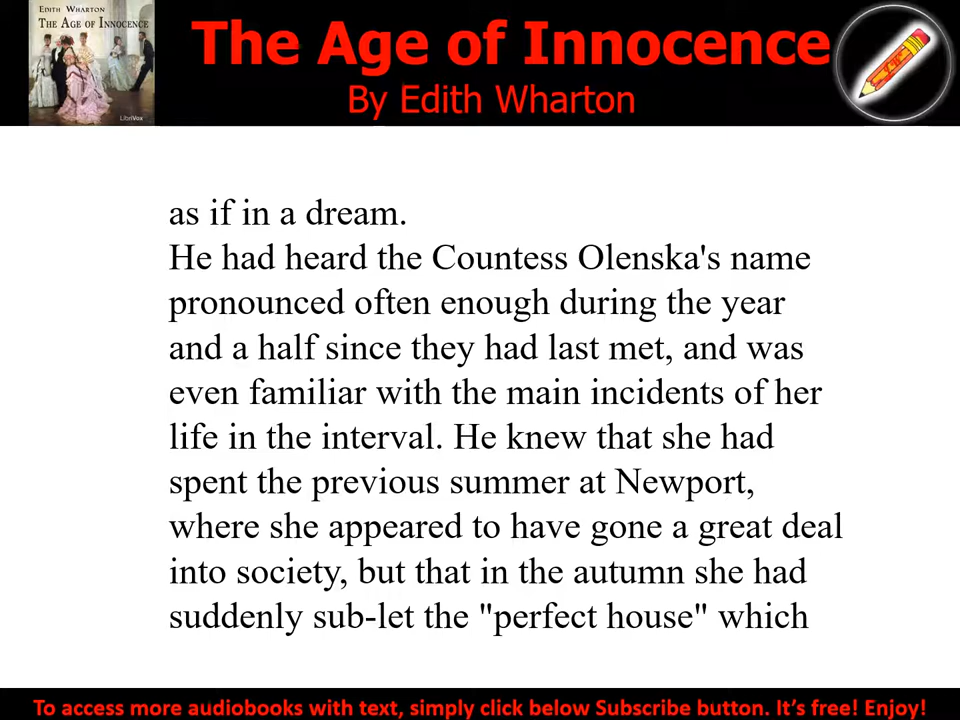 EDITH WHARTON
THE AGE OF INNOCENCE
LibriVox
The Age of Innocence
By Edith Wharton
as if in a dream.
He had heard the Countess Olenska's name
pronounced often enough during the year
and a half since they had last met, and was
even familiar with the main incidents of her
life in the interval. He knew that she had
spent the previous summer at Newport,
where she appeared to have gone a great deal
into society, but that in the autumn she had
suddenly sub-let the "perfect house" which
To access more audiobooks with text, simply click below Subscribe button. It’s free! Enjoy!